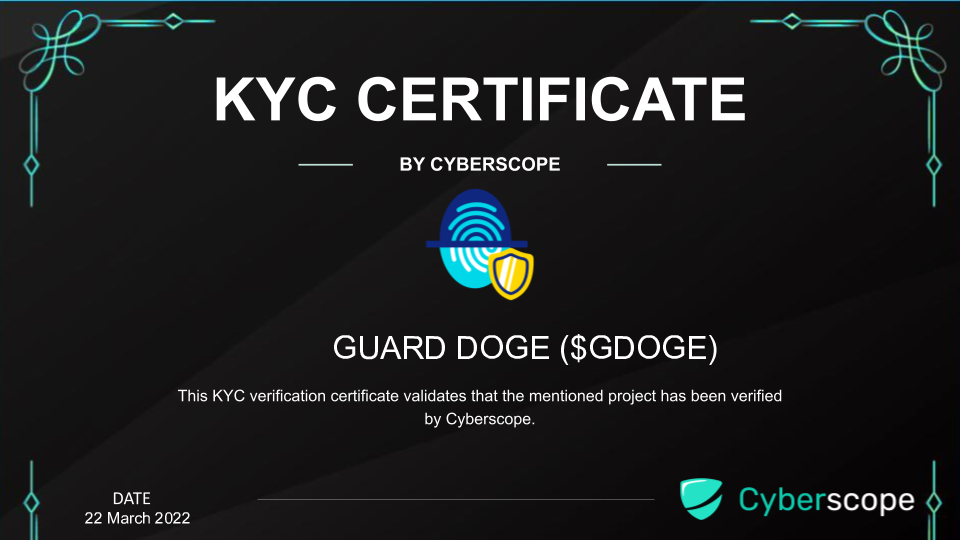 KYC CERTIFICATE
BY CYBERSCOPE
GUARD DOGE ($GDOGE)
This KYC verification certificate validates that the mentioned project has been verified
by Cyberscope.
DATE
22 March 2022
Cyberscope